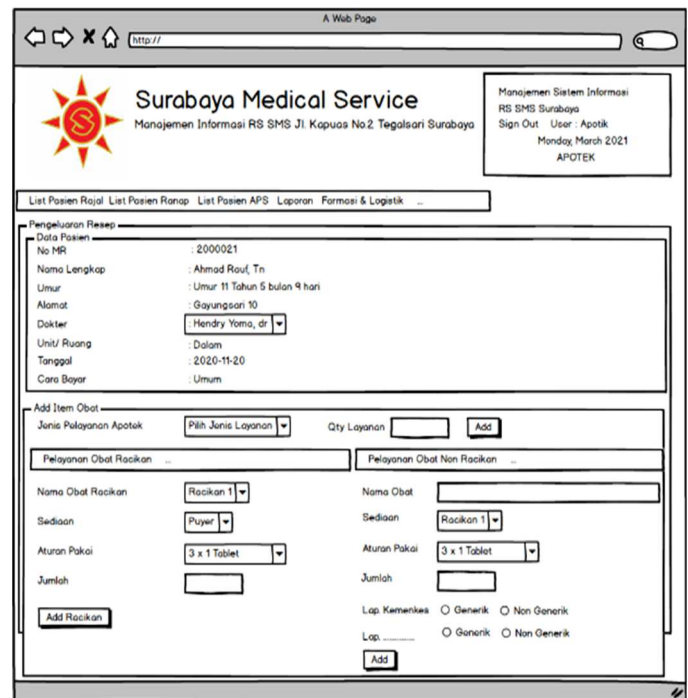 A Web Page
http://
S
Surabaya Medical Service
Manajemen Informasi RS SMS Jl. Kapuas No.2 Tegalsari Surabaya
Manajemen Sistem Informasi
RS SMS Surabaya
Sign Out User : Apotik
Monday, March 2021
APOTEK
List Pasien Rajal List Pasien Ranap List Pasien APS Laporan Farmasi & Logistik ...
Pengeluaran Resep
Data Pasien
No MR : 2000021
Nama Lengkap : Ahmad Rauf, Tn
Umur : Umur 11 Tahun 5 bulan 9 hari
Alamat : Gayungsari 10
Dokter : Hendry Yoma, dr
Unit/ Ruang : Dalam
Tanggal : 2020-11-20
Cara Bayar : Umum
Add Item Obat
Jenis Pelayanan Apotek Pilih Jenis Layanan Qty Layanan Add
Pelayanan Obat Racikan ...
Nama Obat Racikan Racikan 1
Sediaan Puyer
Aturan Pakai 3 x 1 Tablet
Jumlah
Add Racikan
Pelayanan Obat Non Racikan ...
Nama Obat
Sediaan Racikan 1
Aturan Pakai 3 x 1 Tablet
Jumlah
Lap. Kemenkes Generik Non Generik
Lap. ............ Generik Non Generik
Add